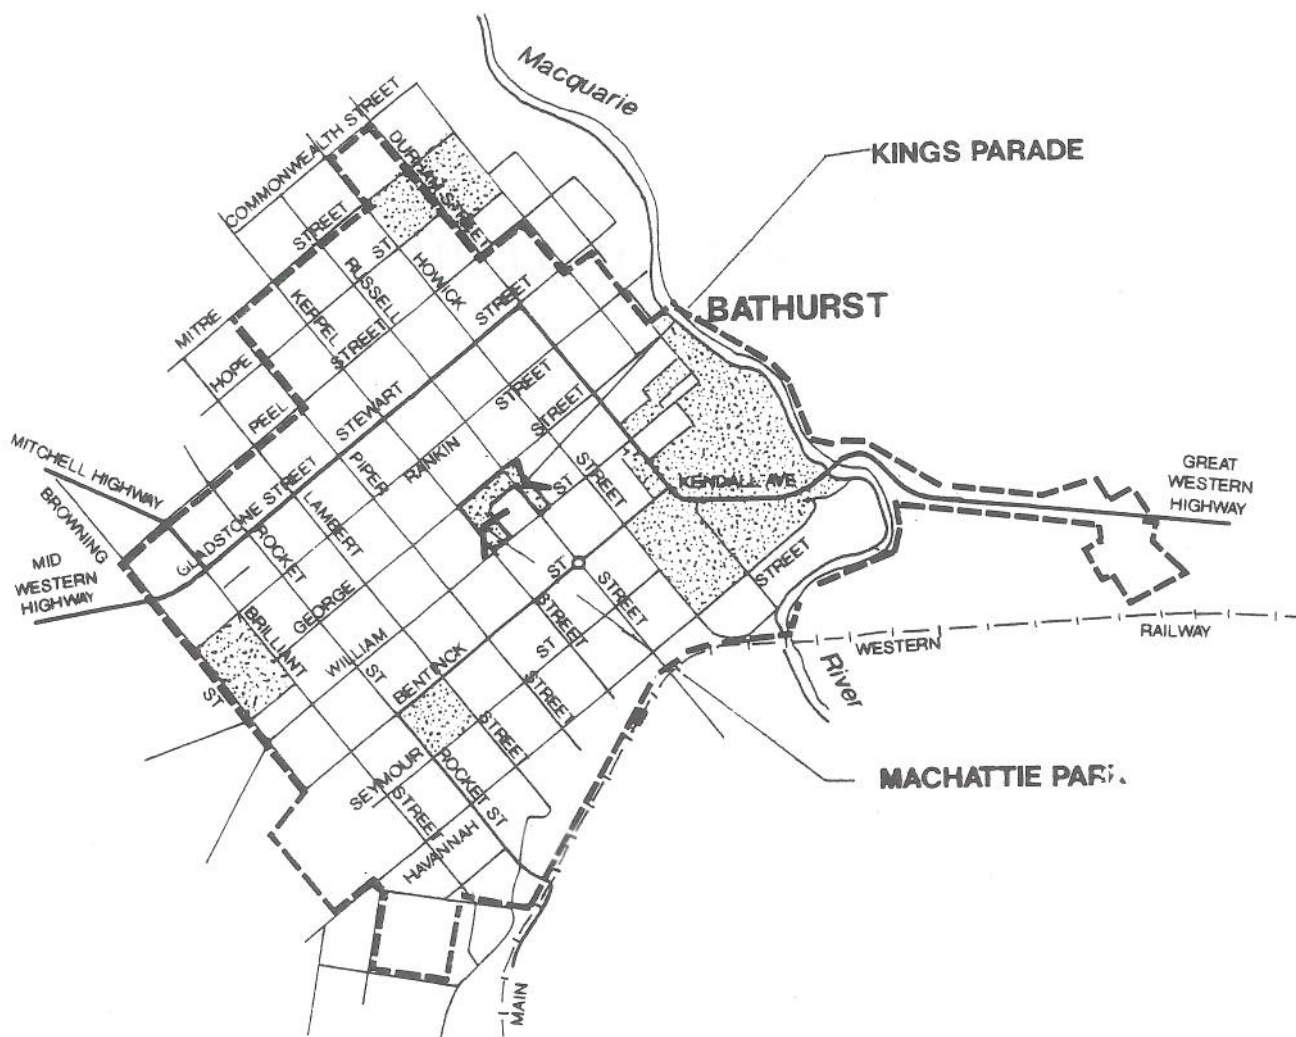 Macquarie
KINGS PARADE
COMMONWEALTH STREET
DURHAM STREET
STREET
ST
HOWICK
RUSSELL
STREET
KEPPEL
STREET
BATHURST
MITRE
HOPE
PEEL
STEWART
STREET
STREET
RANKIN
PIPER
STREET
ST
KENDALL AVE
GREAT
WESTERN
HIGHWAY
MITCHELL HIGHWAY
BROWNING
GLADSTONE STREET
LAMBERT
ROCKET
MID
WESTERN
HIGHWAY
GEORGE
ST
STREET
STREET
STREET
BRILLIANT
WILLIAM
ST
ST
ST
BENTINCK
STREET
STREET
STREET
WESTERN
RAILWAY
River
SEYMOUR
STREET
ROCKET ST
HAVANNAH
MACHATTIE
MAIN